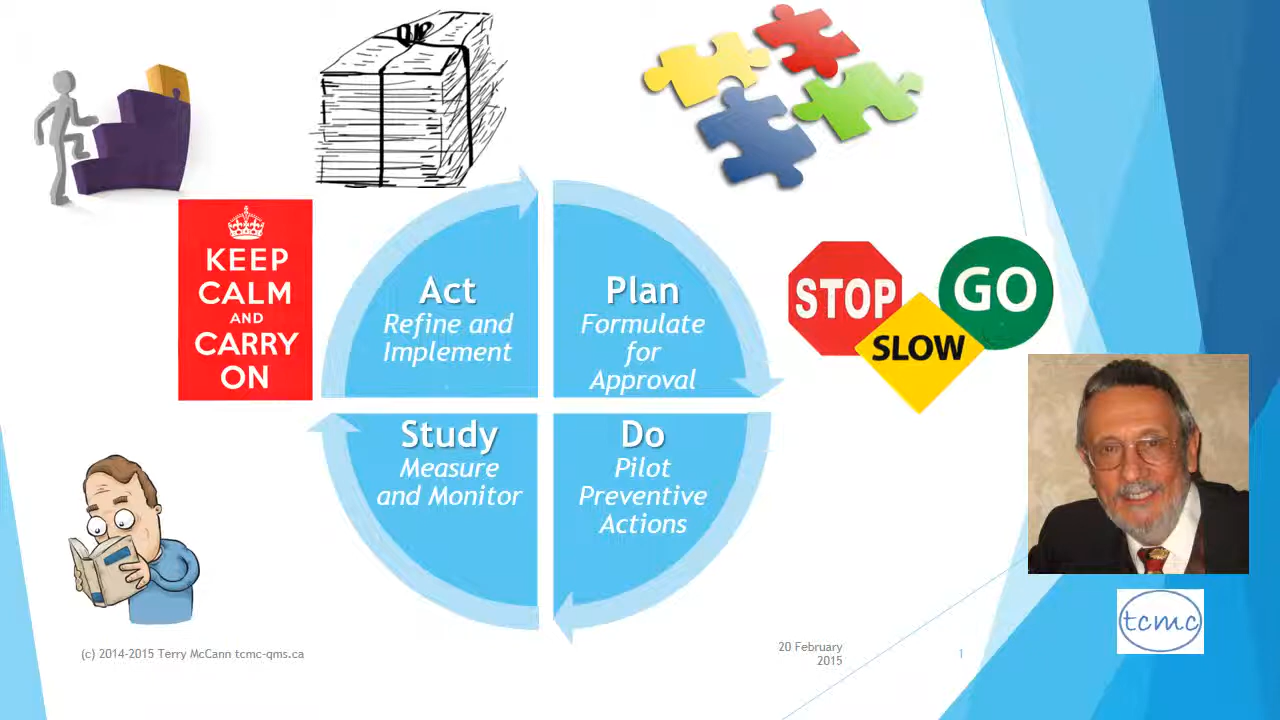 KEEP
CALM
AND
CARRY
ON
Act
Refine and
Implement
Plan
Formulate
for
Approval
STOP
SLOW
GO
Study
Measure
and Monitor
Do
Pilot
Preventive
Actions
tcmc
(c) 2014-2015 Terry McCann tcmc-qms.ca
20 February
2015
1